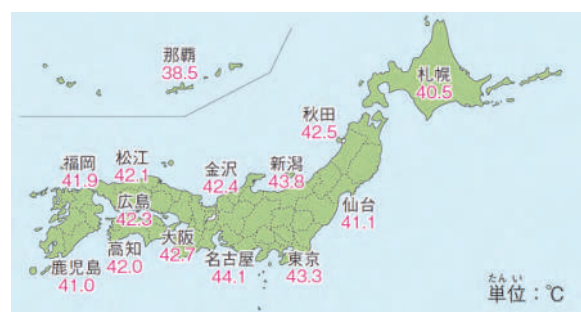 那覇
38.5
札幌
40.5
秋田
42.5
福岡
41.9
松江
42.1
金沢
42.4
新潟
43.8
広島
42.3
仙台
41.1
高知
42.0
大阪
42.7
名古屋
44.1
東京
43.3
鹿児島
41.0
たんい
単位:℃